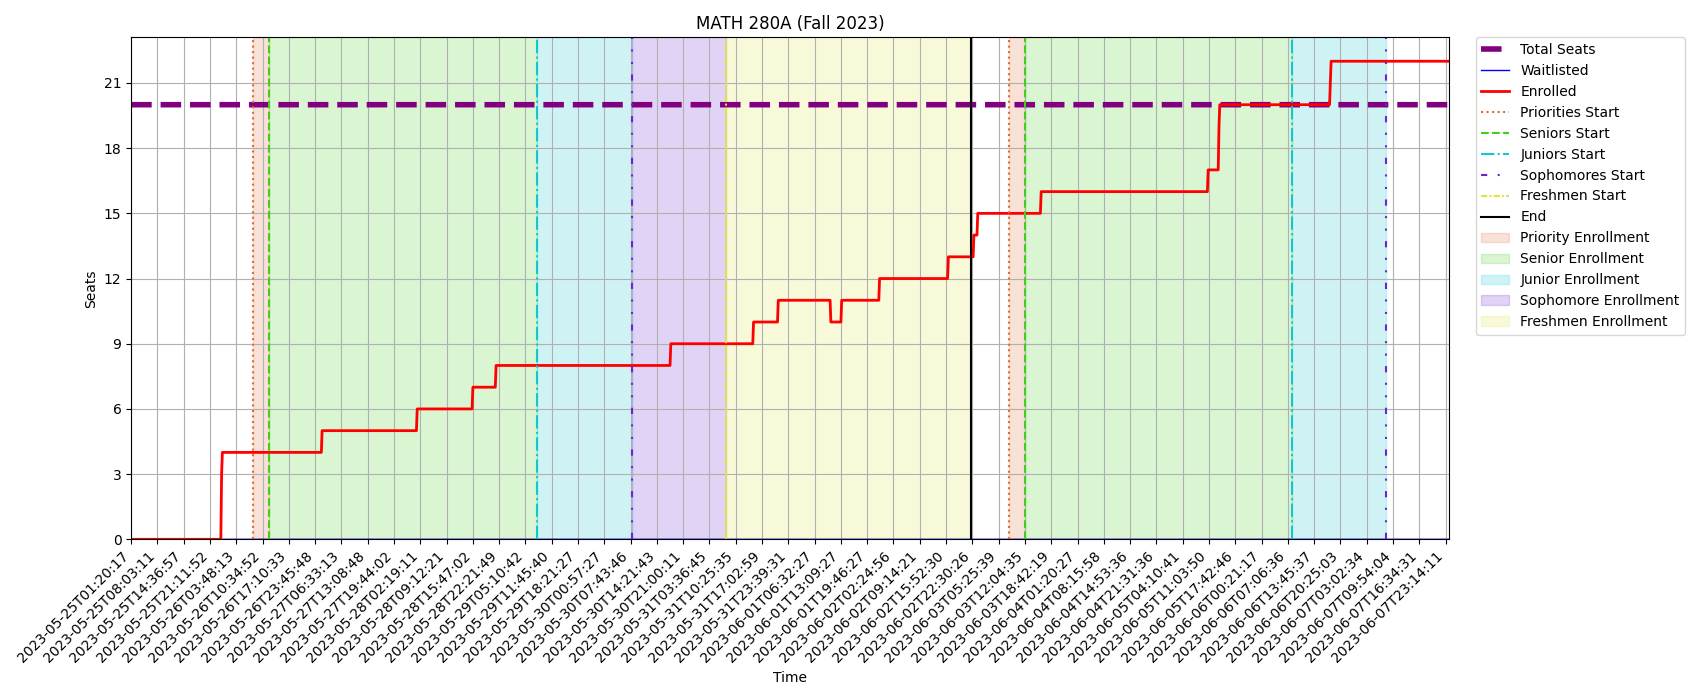 MATH 280A (Fall 2023)
Seats
21
18
15
12
9
6
3
0
2023-05-25T01:20:17
2023-05-25T08:03:11
2023-05-25T14:36:57
2023-05-25T21:11:52
2023-05-26T03:48:13
2023-05-26T10:34:52
2023-05-26T17:10:33
2023-05-26T23:45:48
2023-05-27T06:33:13
2023-05-27T13:08:48
2023-05-27T19:44:02
2023-05-28T02:19:11
2023-05-28T09:12:21
2023-05-28T15:47:02
2023-05-28T22:21:49
2023-05-29T05:10:42
2023-05-29T11:45:40
2023-05-29T18:21:27
2023-05-30T00:57:27
2023-05-30T07:43:46
2023-05-30T14:21:43
2023-05-30T21:00:11
2023-05-31T03:36:45
2023-05-31T10:25:35
2023-05-31T17:02:59
2023-05-31T23:39:31
2023-06-01T06:32:27
2023-06-01T13:09:27
2023-06-01T19:46:27
2023-06-02T02:24:56
2023-06-02T09:14:21
2023-06-02T15:52:30
2023-06-02T22:30:26
2023-06-03T05:25:39
2023-06-03T12:04:35
2023-06-03T18:42:19
2023-06-04T01:20:27
2023-06-04T08:15:58
2023-06-04T14:53:36
2023-06-04T21:31:36
2023-06-05T04:10:41
2023-06-05T11:03:50
2023-06-05T17:42:46
2023-06-06T00:21:17
2023-06-06T07:06:36
2023-06-06T13:45:37
2023-06-06T20:25:03
2023-06-07T03:02:34
2023-06-07T09:54:04
2023-06-07T16:34:31
2023-06-07T23:14:11
Time
Total Seats
Waitlisted
Enrolled
Priorities Start
Seniors Start
Juniors Start
Sophomores Start
Freshmen Start
End
Priority Enrollment
Senior Enrollment
Junior Enrollment
Sophomore Enrollment
Freshmen Enrollment